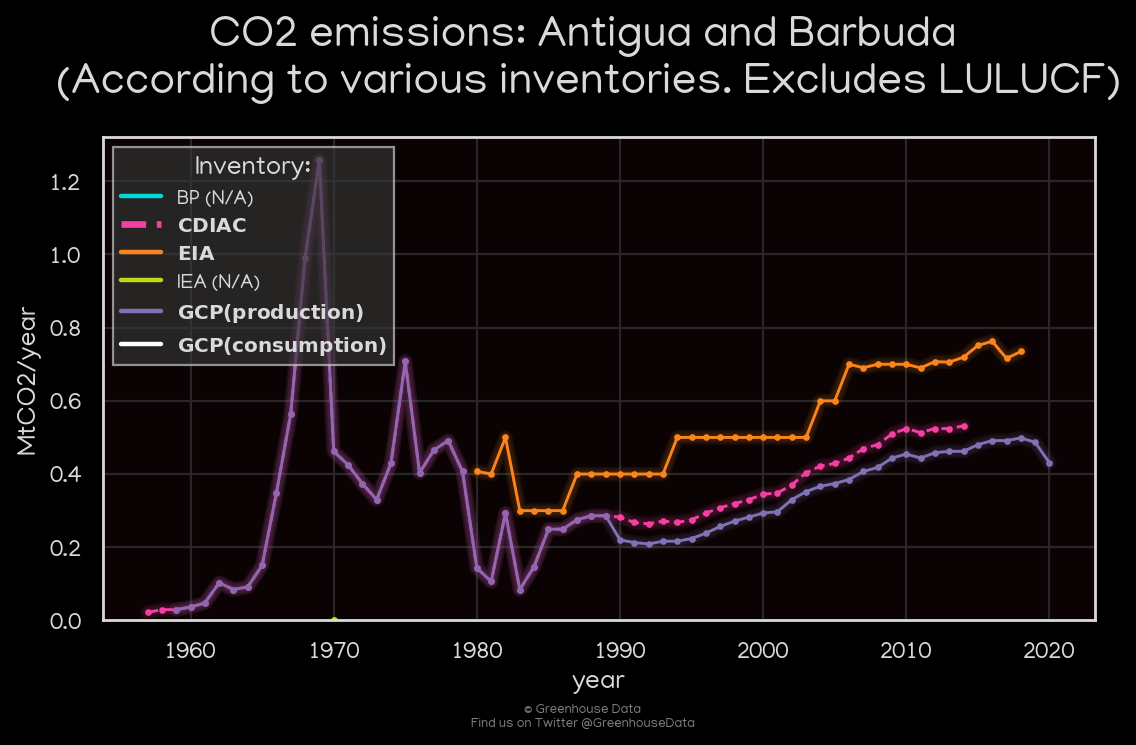 CO2 emissions: Antigua and Barbuda
(According to various inventories. Excludes LULUCF)
Inventory:
BP (N/A)
CDIAC
EIA
IEA (N/A)
GCP(production)
GCP(consumption)
MtCO2/year
1.2
1.0
0.8
0.6
0.4
0.2
0.0
1960 1970 1980 1990 2000 2010 2020
year
© Greenhouse Data
Find us on Twitter @GreenhouseData